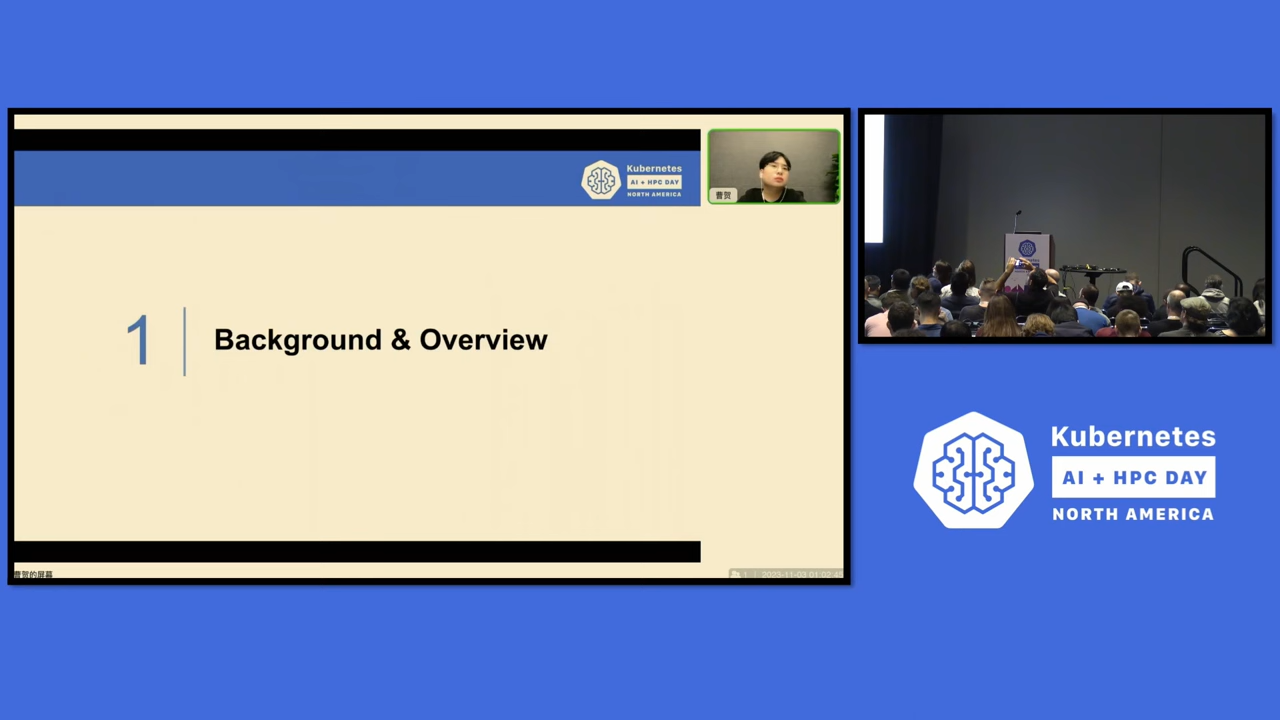 Kubernetes
AI + HPC DAY
NORTH AMERICA
曹贺
1
Background & Overview
曹贺的屏幕
Kubernetes
AI + HPC DAY
NORTH AMERICA